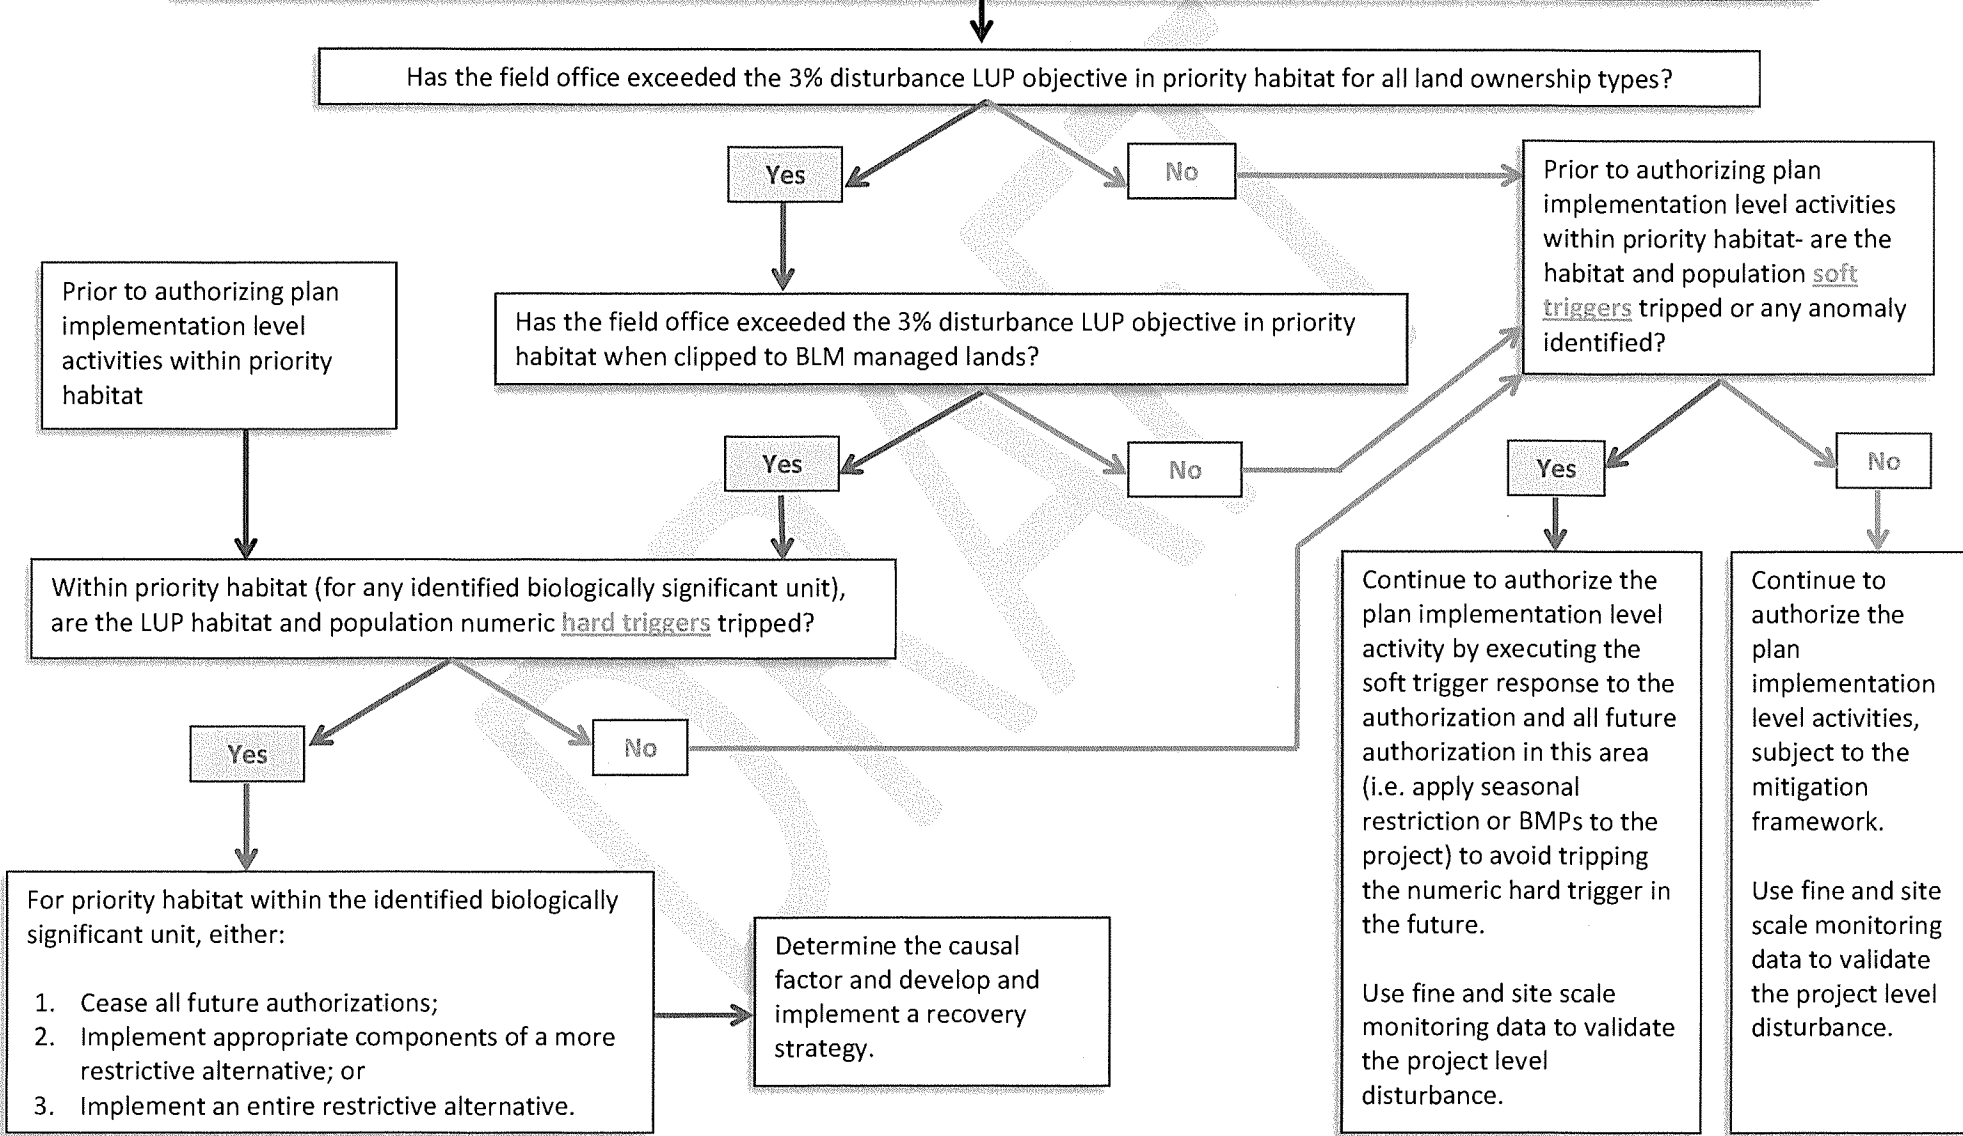 Has the field office exceeded the 3% disturbance LUP objective in priority habitat for all land ownership types?
Yes
No
Prior to authorizing plan
implementation level activities
within priority habitat- are the
habitat and population soft
triggers tripped or any anomaly
identified?
Prior to authorizing plan
implementation level
activities within priority
habitat
Has the field office exceeded the 3% disturbance LUP objective in priority
habitat when clipped to BLM managed lands?
Yes
No
Yes
No
Within priority habitat (for any identified biologically significant unit),
are the LUP habitat and population numeric hard triggers tripped?
Yes
No
Continue to authorize the
plan implementation level
activity by executing the
soft trigger response to the
authorization and all future
authorization in this area
(i.e. apply seasonal
restriction or BMPs to the
project) to avoid tripping
the numeric hard trigger in
the future.
Use fine and site scale
monitoring data to validate
the project level
disturbance.
Continue to
authorize the
plan
implementation
level activities,
subject to the
mitigation
framework.
Use fine and site
scale monitoring
data to validate
the project level
disturbance.
For priority habitat within the identified biologically
significant unit, either:
1. Cease all future authorizations;
2. Implement appropriate components of a more
restrictive alternative; or
3. Implement an entire restrictive alternative.
Determine the causal
factor and develop and
implement a recovery
strategy.
DRAFT